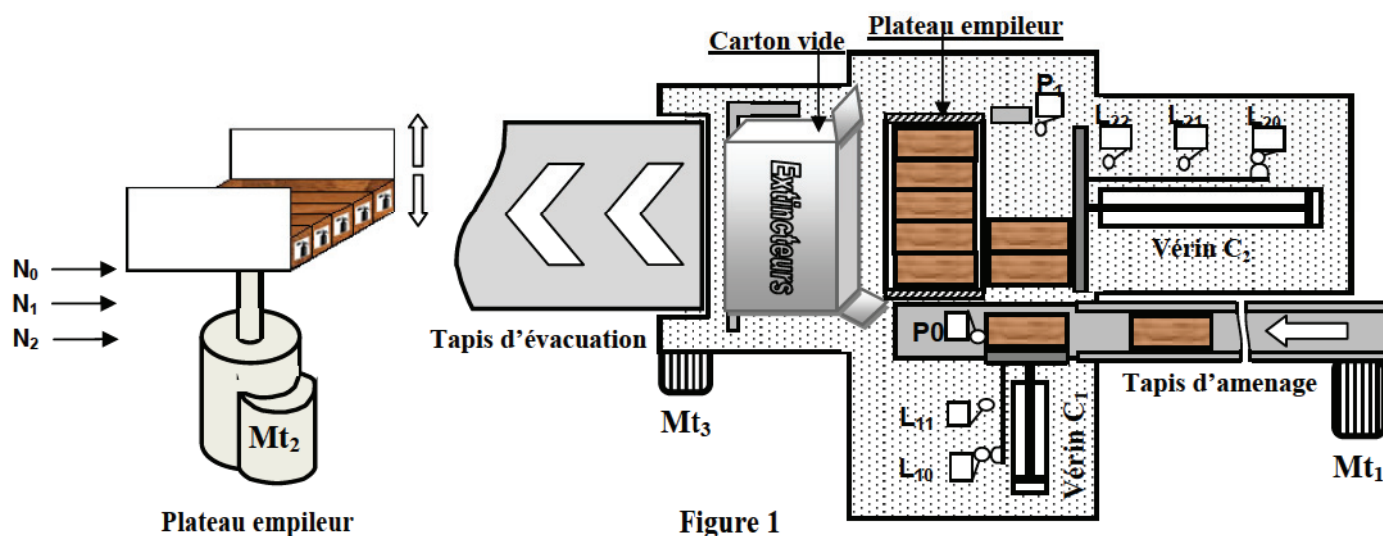 Plateau empileur
Carton vide
P1
L22
L21
L20
Extincteurs
Vérin C2
N0
N1
N2
Tapis d'évacuation
P0
Tapis d'amenage
Mt2
Mt3
L11
L10
Vérin C1
Mt1
Plateau empileur
Figure 1